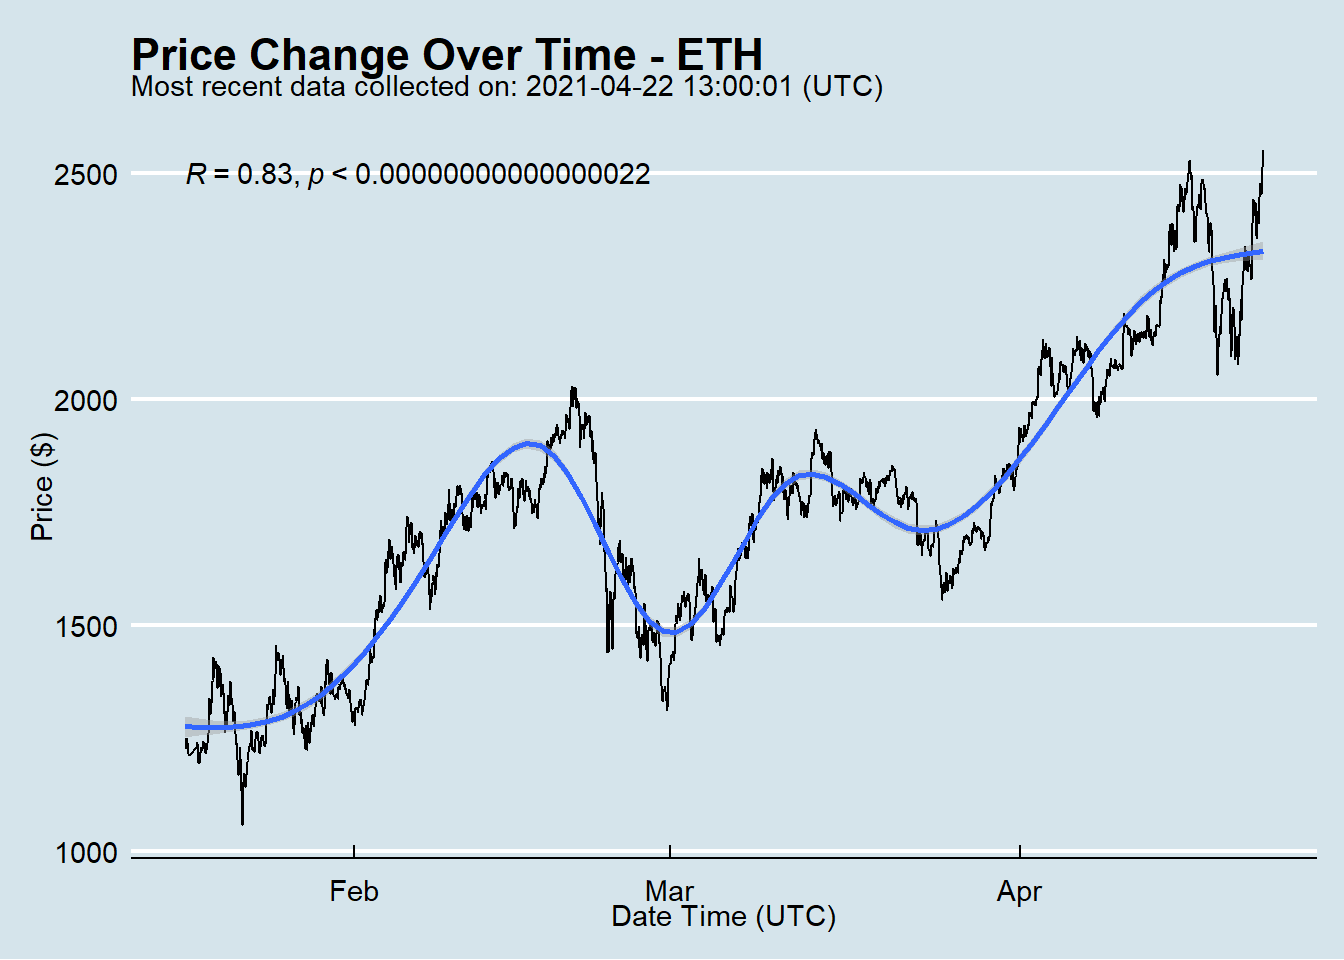 Price Change Over Time - ETH
Most recent data collected on: 2021-04-22 13:00:01 (UTC)
R = 0.83, p < 0.00000000000000022
2500
2000
1500
1000
Price ($)
Feb
Mar
Apr
Date Time (UTC)